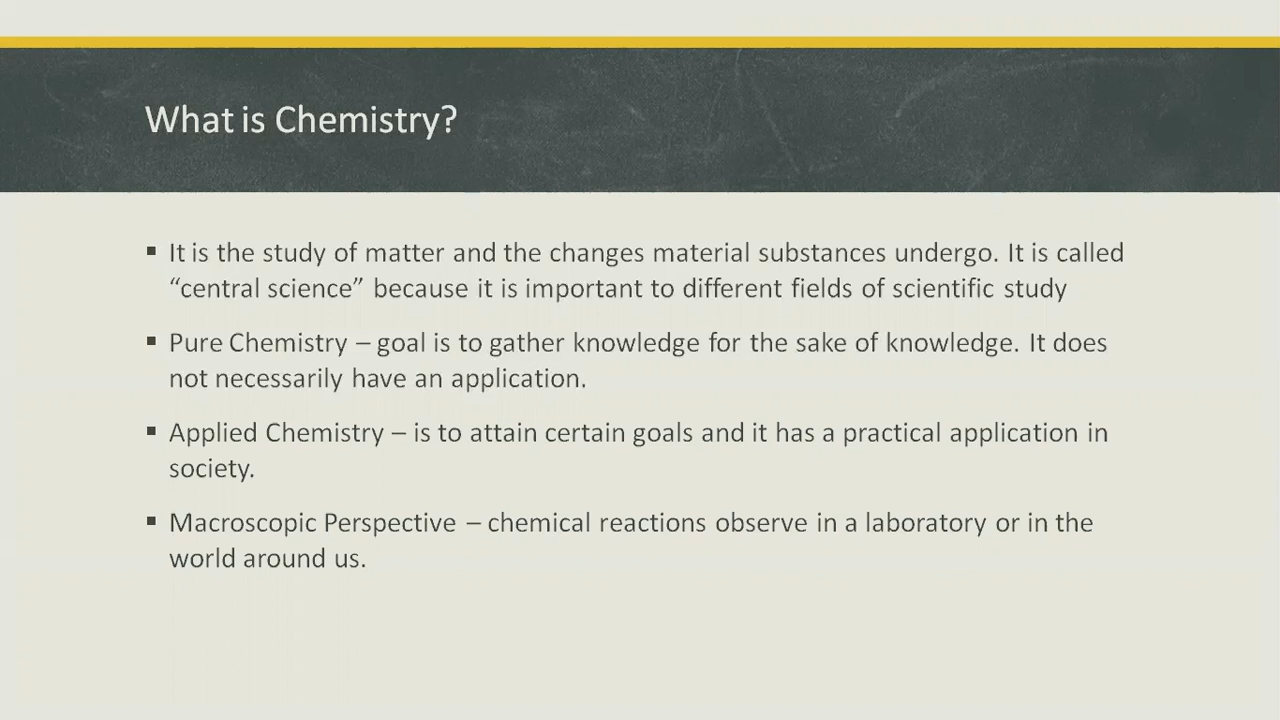 What is Chemistry?
▪ It is the study of matter and the changes material substances undergo. It is called
“central science” because it is important to different fields of scientific study
▪ Pure Chemistry – goal is to gather knowledge for the sake of knowledge. It does
not necessarily have an application.
▪ Applied Chemistry – is to attain certain goals and it has a practical application in
society.
▪ Macroscopic Perspective – chemical reactions observe in a laboratory or in the
world around us.